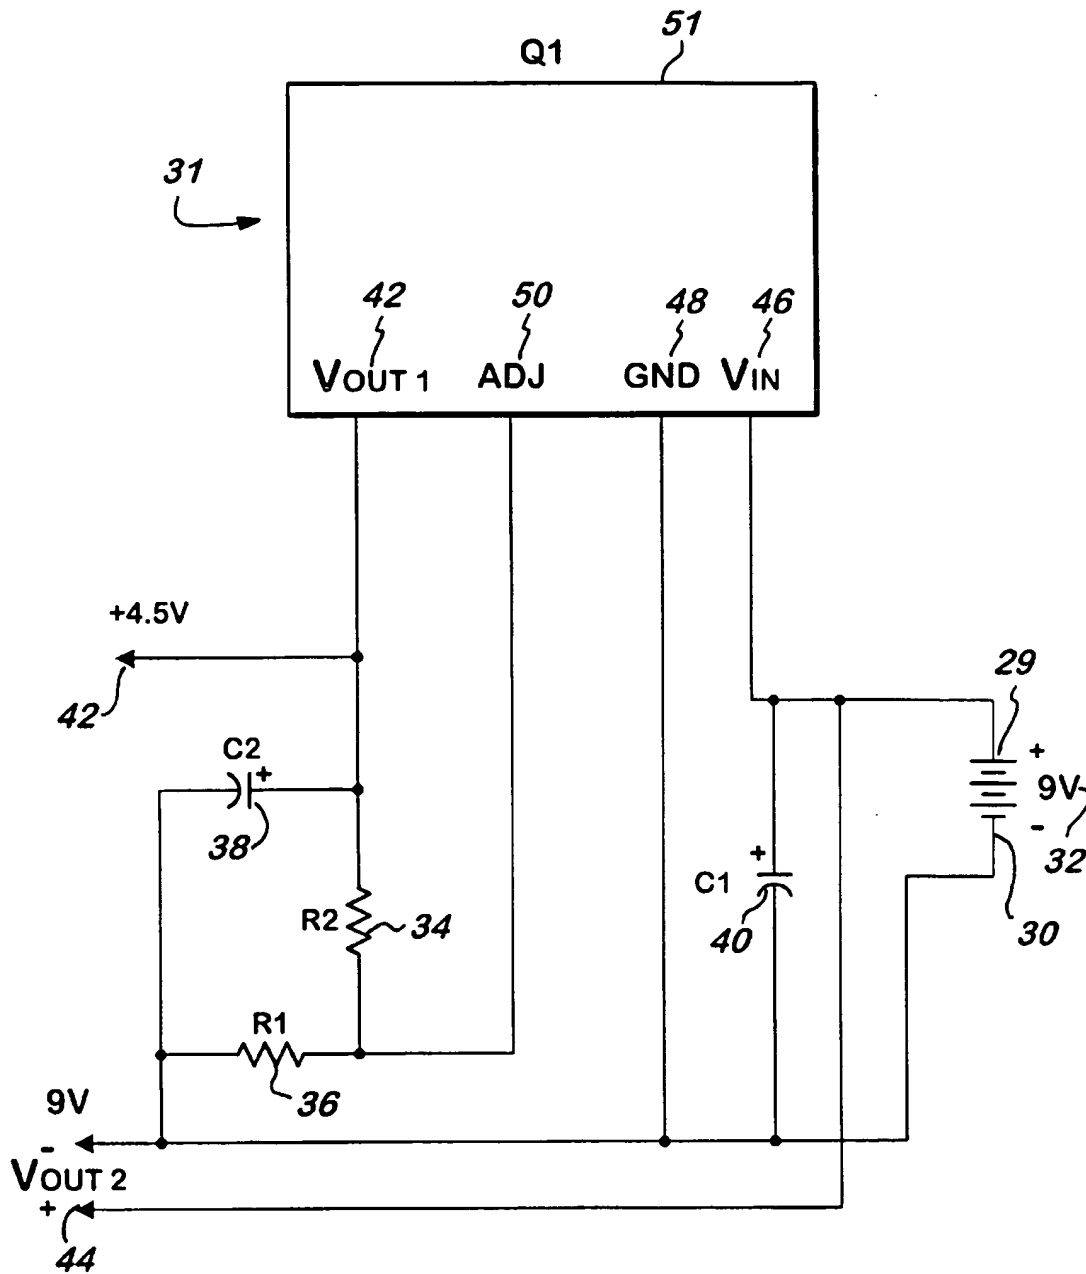 51
Q1
31
42 50 48 46
VOUT 1 ADJ GND VIN
+4.5V
42
29
C2
+
+
9V
38
-
32
+
C1
R2
34
40
30
R1
36
9V
-
VOUT 2
+
44